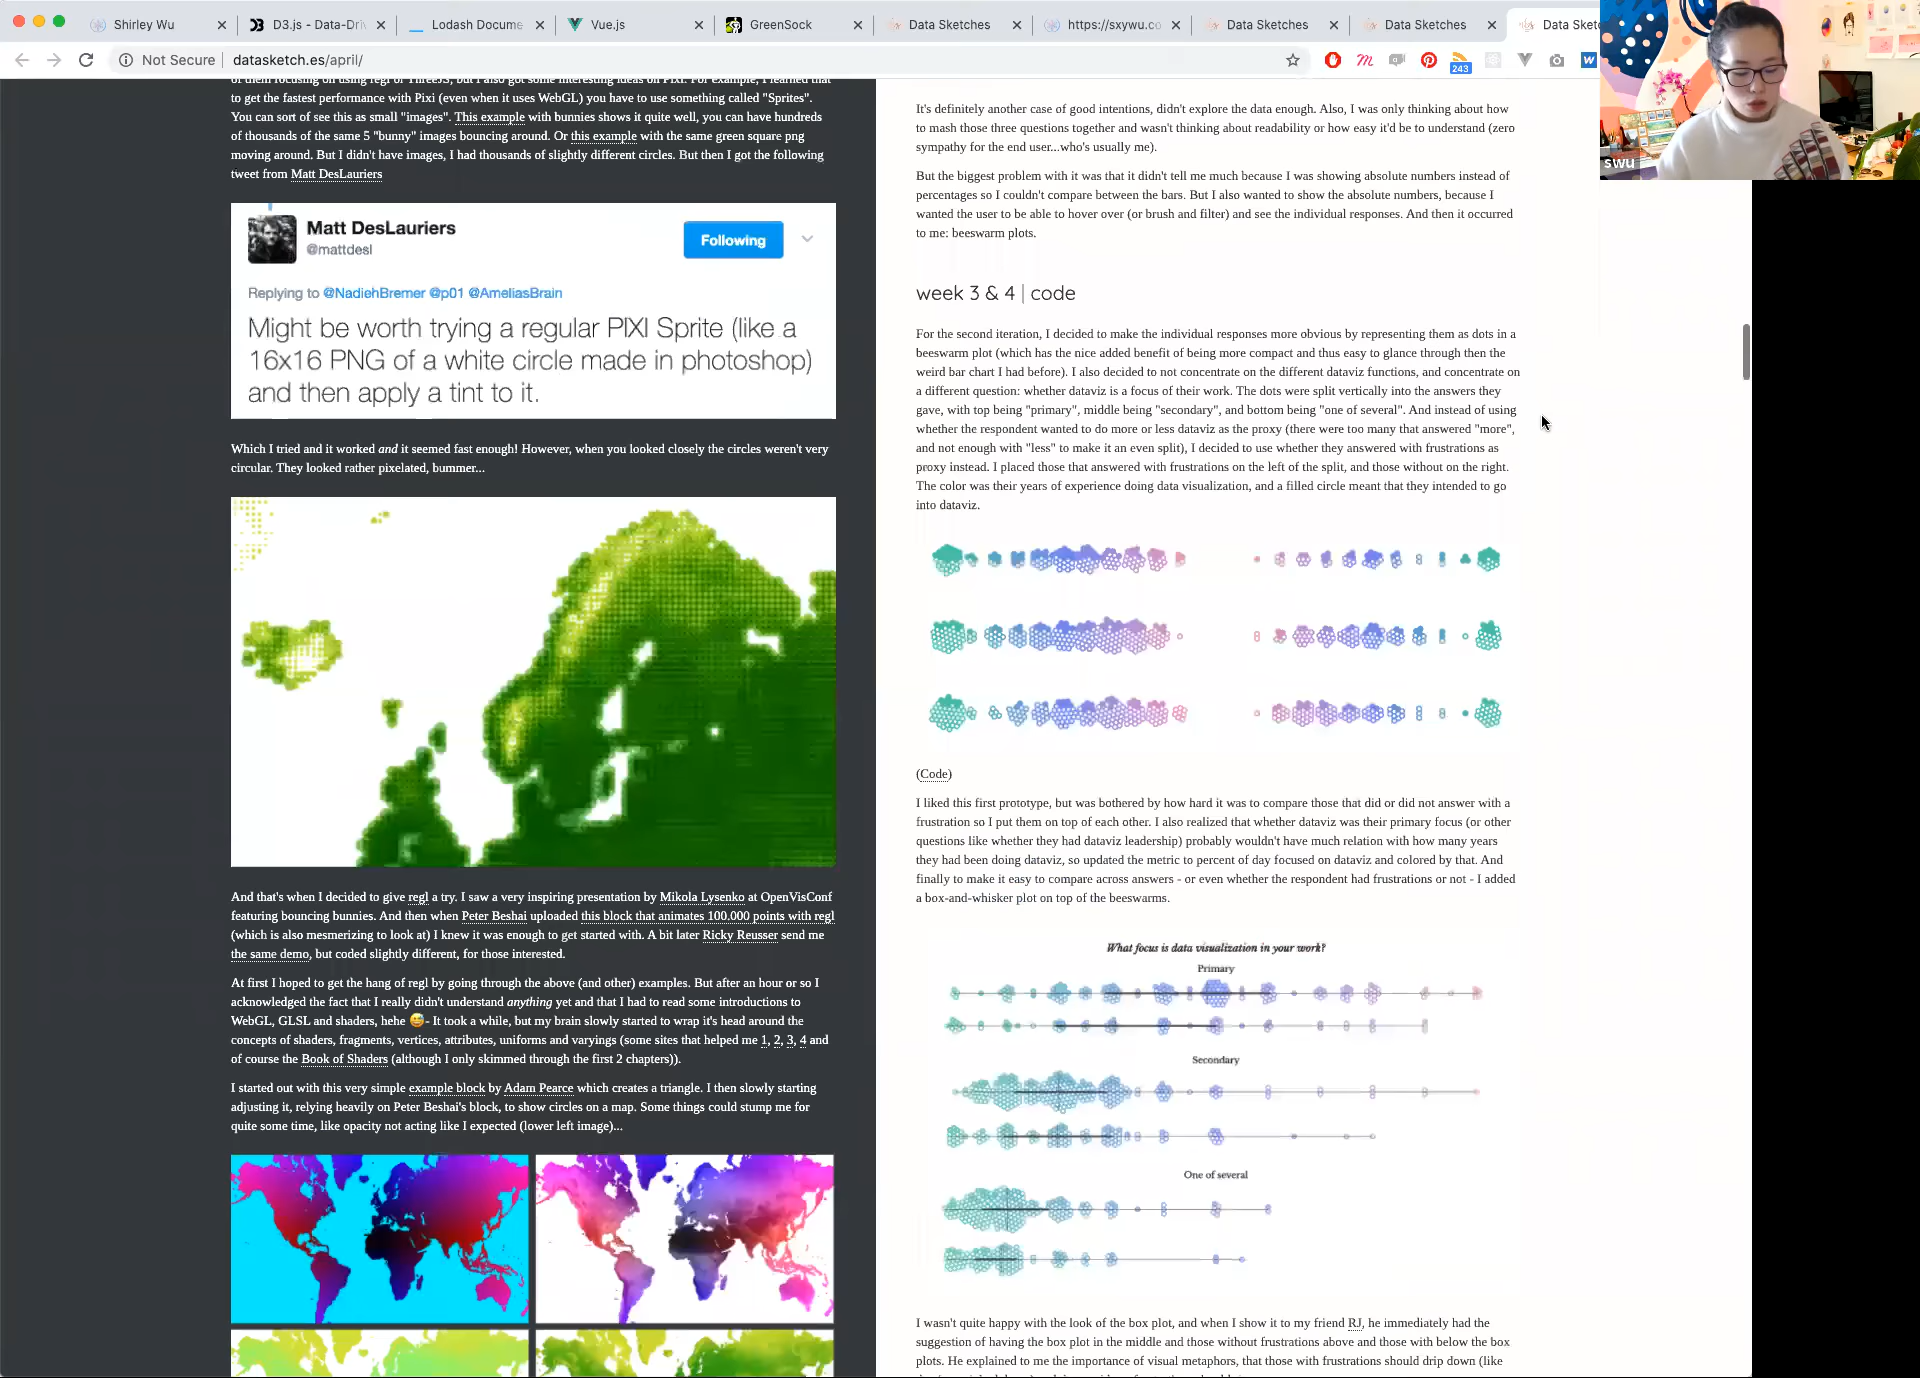 Shirley Wu
D3.js - Data-Dri
Lodash Docume
Vue.js
GreenSock
Data Sketches
https://sxywu.co
Data Sketches
Data Sketches
Data Sketc
Not Secure
datasketch.es/april/
243
swu
to get the fastest performance with Pixi (even when it uses WebGL) you have to use something called "Sprites".
You can sort of see this as small "images". This example with bunnies shows it quite well, you can have hundreds
of thousands of the same 5 "bunny" images bouncing around. Or this example with the same green square png
moving around. But I didn't have images, I had thousands of slightly different circles. But then I got the following
tweet from Matt DesLauriers
Matt DesLauriers
@mattdesl
Following
Replying to @NadiehBremer @p01 @AmeliasBrain
Might be worth trying a regular PIXI Sprite (like a
16x16 PNG of a white circle made in photoshop)
and then apply a tint to it.
Which I tried and it worked and it seemed fast enough! However, when you looked closely the circles weren't very
circular. They looked rather pixelated, bummer...
And that's when I decided to give regl a try. I saw a very inspiring presentation by Mikola Lysenko at OpenVisConf
featuring bouncing bunnies. And then when Peter Beshai uploaded this block that animates 100.000 points with regl
(which is also mesmerizing to look at) I knew it was enough to get started with. A bit later Ricky Reusser send me
the same demo, but coded slightly different, for those interested.
At first I hoped to get the hang of regl by going through the above (and other) examples. But after an hour or so I
acknowledged the fact that I really didn't understand anything yet and that I had to read some introductions to
WebGL, GLSL and shaders, hehe 😅- It took a while, but my brain slowly started to wrap it's head around the
concepts of shaders, fragments, vertices, attributes, uniforms and varyings (some sites that helped me 1, 2, 3, 4 and
of course the Book of Shaders (although I only skimmed through the first 2 chapters)).
I started out with this very simple example block by Adam Pearce which creates a triangle. I then slowly starting
adjusting it, relying heavily on Peter Beshai's block, to show circles on a map. Some things could stump me for
quite some time, like opacity not acting like I expected (lower left image)...
It's definitely another case of good intentions, didn't explore the data enough. Also, I was only thinking about how
to mash those three questions together and wasn't thinking about readability or how easy it'd be to understand (zero
sympathy for the end user...who's usually me).
But the biggest problem with it was that it didn't tell me much because I was showing absolute numbers instead of
percentages so I couldn't compare between the bars. But I also wanted to show the absolute numbers, because I
wanted the user to be able to hover over (or brush and filter) and see the individual responses. And then it occurred
to me: beeswarm plots.
week 3 & 4 | code
For the second iteration, I decided to make the individual responses more obvious by representing them as dots in a
beeswarm plot (which has the nice added benefit of being more compact and thus easy to glance through then the
weird bar chart I had before). I also decided to not concentrate on the different dataviz functions, and concentrate on
a different question: whether dataviz is a focus of their work. The dots were split vertically into the answers they
gave, with top being "primary", middle being "secondary", and bottom being "one of several". And instead of using
whether the respondent wanted to do more or less dataviz as the proxy (there were too many that answered "more",
and not enough with "less" to make it an even split), I decided to use whether they answered with frustrations as
proxy instead. I placed those that answered with frustrations on the left of the split, and those without on the right.
The color was their years of experience doing data visualization, and a filled circle meant that they intended to go
into dataviz.
(Code)
I liked this first prototype, but was bothered by how hard it was to compare those that did or did not answer with a
frustration so I put them on top of each other. I also realized that whether dataviz was their primary focus (or other
questions like whether they had dataviz leadership) probably wouldn't have much relation with how many years
they had been doing dataviz, so updated the metric to percent of day focused on dataviz and colored by that. And
finally to make it easy to compare across answers - or even whether the respondent had frustrations or not - I added
a box-and-whisker plot on top of the beeswarms.
What focus is data visualization in your work?
Primary
Secondary
One of several
I wasn't quite happy with the look of the box plot, and when I show it to my friend RJ, he immediately had the
suggestion of having the box plot in the middle and those without frustrations above and those with below the box
plots. He explained to me the importance of visual metaphors, that those with frustrations should drip down (like